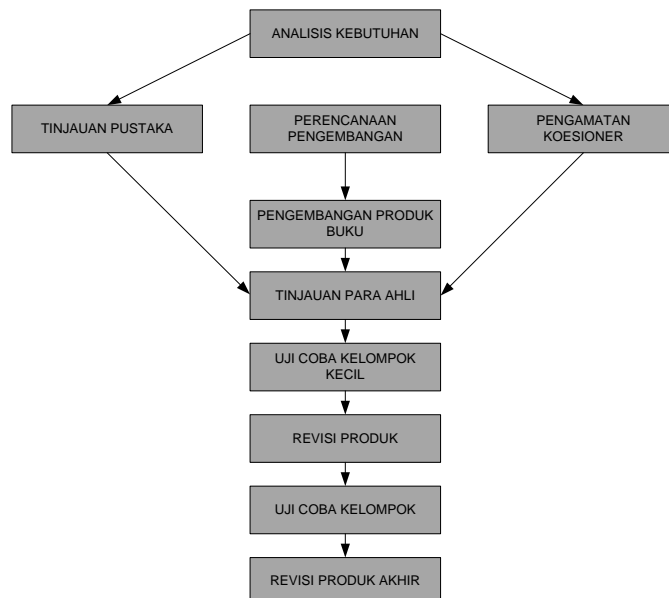 ANALISIS KEBUTUHAN
TINJAUAN PUSTAKA
PERENCANAAN
PENGEMBANGAN
PENGAMATAN
KOESIONER
PENGEMBANGAN PRODUK
BUKU
TINJAUAN PARA AHLI
UJI COBA KELOMPOK
KECIL
REVISI PRODUK
UJI COBA KELOMPOK
REVISI PRODUK AKHIR